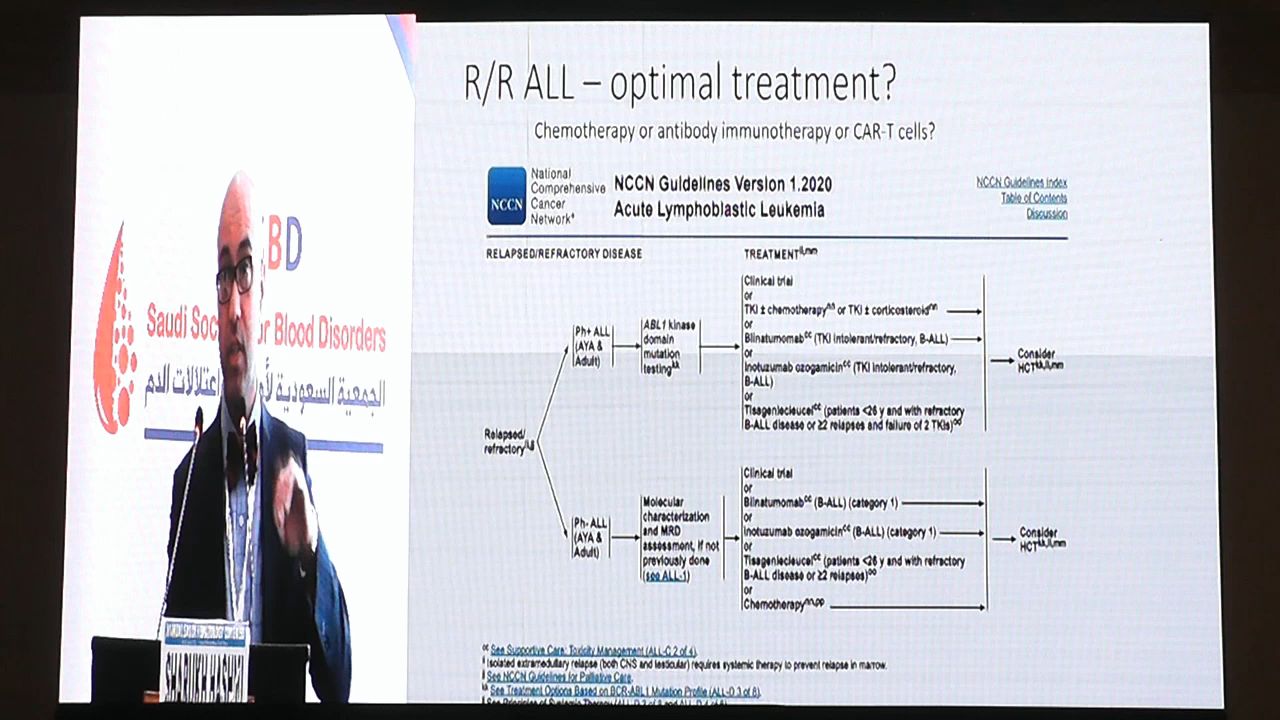 BD
Saudi Soc r Blood Disorders
الجمعية السعودية لأم اعتلالات الدم
SHARUKH HASHMI
R/R ALL – optimal treatment?
Chemotherapy or antibody immunotherapy or CAR-T cells?
NCCN
National
Comprehensive
Cancer
Network®
NCCN Guidelines Version 1.2020
Acute Lymphoblastic Leukemia
NCCN Guidelines Index
Table of Contents
Discussion
RELAPSED/REFRACTORY DISEASE
TREATMENT
Relapsed/
refractory
Ph+ ALL
(AYA &
Adult)
ABL1 kinase
domain
mutation
testing
Clinical trial
or
TKI ± chemotherapy or TKI ± corticosteroid
or
Blinatumomab (TKI intolerant/refractory, B-ALL)
or
Inotuzumab ozogamicin (TKI intolerant/refractory,
B-ALL)
or
Tisagenlecleucel (patients <26 y and with refractory
B-ALL disease or ≥2 relapses and failure of 2 TKIs)
Consider
HCT
Ph- ALL
(AYA &
Adult)
Molecular
characterization
and MRD
assessment, if not
previously done
(see ALL-1)
Clinical trial
or
Blinatumomab (B-ALL) (category 1)
or
Inotuzumab ozogamicin (B-ALL) (category 1)
or
Tisagenlecleucel (patients <26 y and with refractory
B-ALL disease or ≥2 relapses)
or
Chemotherapy
Consider
HCT
cc See Supportive Care: Toxicity Management (ALL-C 2 of 4).
Isolated extramedullary relapse (both CNS and testicular) requires systemic therapy to prevent relapse in marrow.
See NCCN Guidelines for Palliative Care.
kk See Treatment Options Based on BCR-ABL1 Mutation Profile (ALL-D 3 of 8).